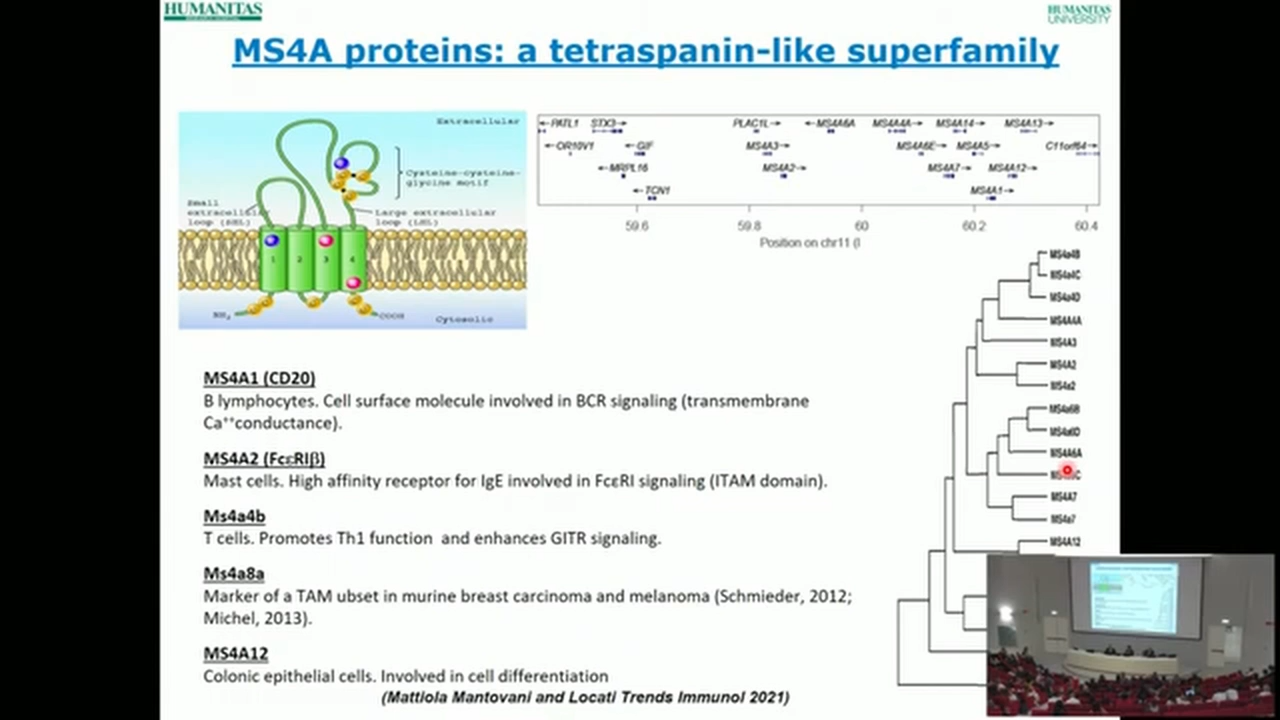 HUMANITAS
RESEARCH HOSPITAL
HUMANITAS
UNIVERSITY
MS4A proteins: a tetraspanin-like superfamily
Extracellular
Cysteine-cysteine-
glycine motif
Small
extracellular
loop (SEL)
Large extracellular
loop (LEL)
1 2 3 4
NH2
COOH
Cytosolic
←PATL1 STX3→ PLAC1L→ ←MS4A6A MS4A4A→ MS4A14→ MS4A13→
←OR10V1 ←GIF MS4A3→ MS4A6E→ MS4A5→ C11orf64→
←MRPL16 MS4A2→ MS4A7→ MS4A12→
←TCN1 MS4A1→
59.6 59.8 60 60.2 60.4
Position on chr11 (
MS4a4B
MS4a4C
MS4a4D
MS4A4A
MS4A3
MS4A2
MS4a2
MS4a6B
MS4a6D
MS4A6A
MS4A7
MS4a7
MS4A12
MS4A1 (CD20)
B lymphocytes. Cell surface molecule involved in BCR signaling (transmembrane
Ca⁺⁺conductance).
MS4A2 (FcεRIβ)
Mast cells. High affinity receptor for IgE involved in FcεRI signaling (ITAM domain).
Ms4a4b
T cells. Promotes Th1 function and enhances GITR signaling.
Ms4a8a
Marker of a TAM ubset in murine breast carcinoma and melanoma (Schmieder, 2012;
Michel, 2013).
MS4A12
Colonic epithelial cells. Involved in cell differentiation
(Mattiola Mantovani and Locati Trends Immunol 2021)